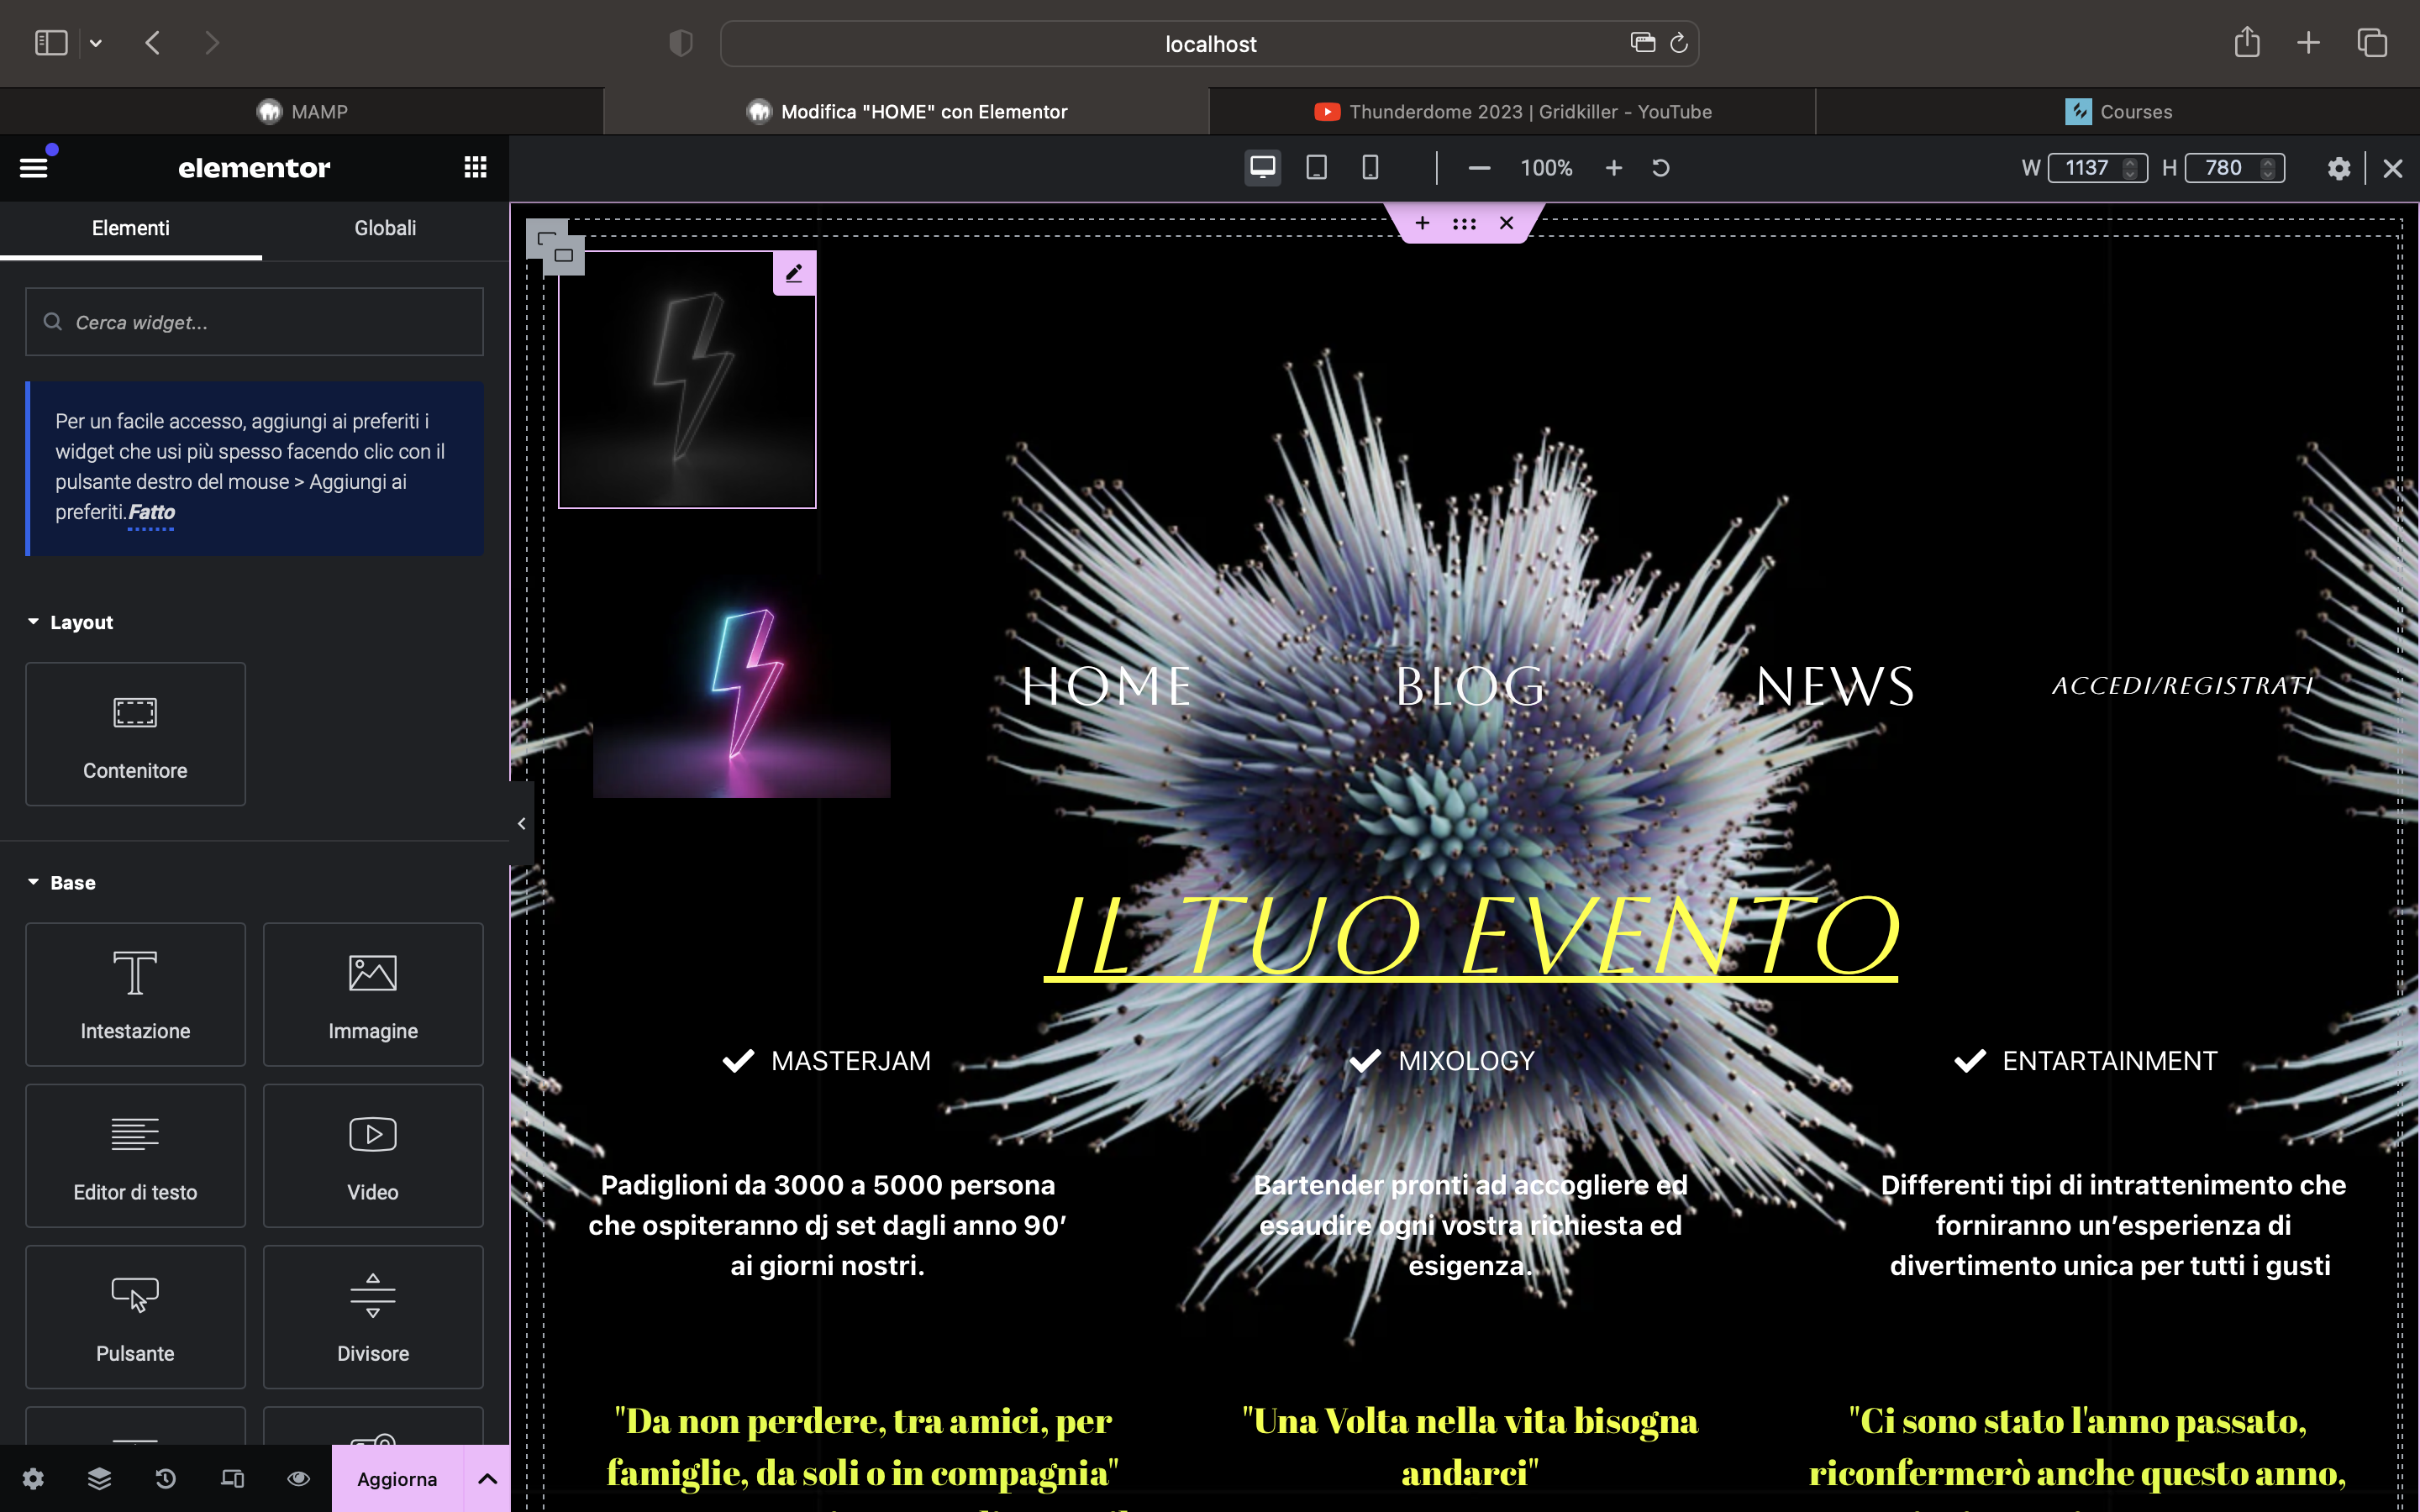 localhost
MAMP
Modifica "HOME" con Elementor
Thunderdome 2023 | Gridkiller - YouTube
Courses
elementor
100%
W 1137 H 780
Elementi
Globali
Cerca widget...
Per un facile accesso, aggiungi ai preferiti i
widget che usi più spesso facendo clic con il
pulsante destro del mouse > Aggiungi ai
preferiti.Fatto
Layout
Contenitore
Base
Intestazione
Immagine
Editor di testo
Video
Pulsante
Divisore
Aggiorna
HOME
BLOG
NEWS
ACCEDI/REGISTRATI
IL TUO EVENTO
MASTERJAM
MIXOLOGY
ENTARTAINMENT
Padiglioni da 3000 a 5000 persona
che ospiteranno dj set dagli anno 90’
ai giorni nostri.
Bartender pronti ad accogliere ed
esaudire ogni vostra richiesta ed
esigenza.
Differenti tipi di intrattenimento che
forniranno un’esperienza di
divertimento unica per tutti i gusti
"Da non perdere, tra amici, per
famiglie, da soli o in compagnia"
"Una Volta nella vita bisogna
andarci"
"Ci sono stato l'anno passato,
riconfermerò anche questo anno,